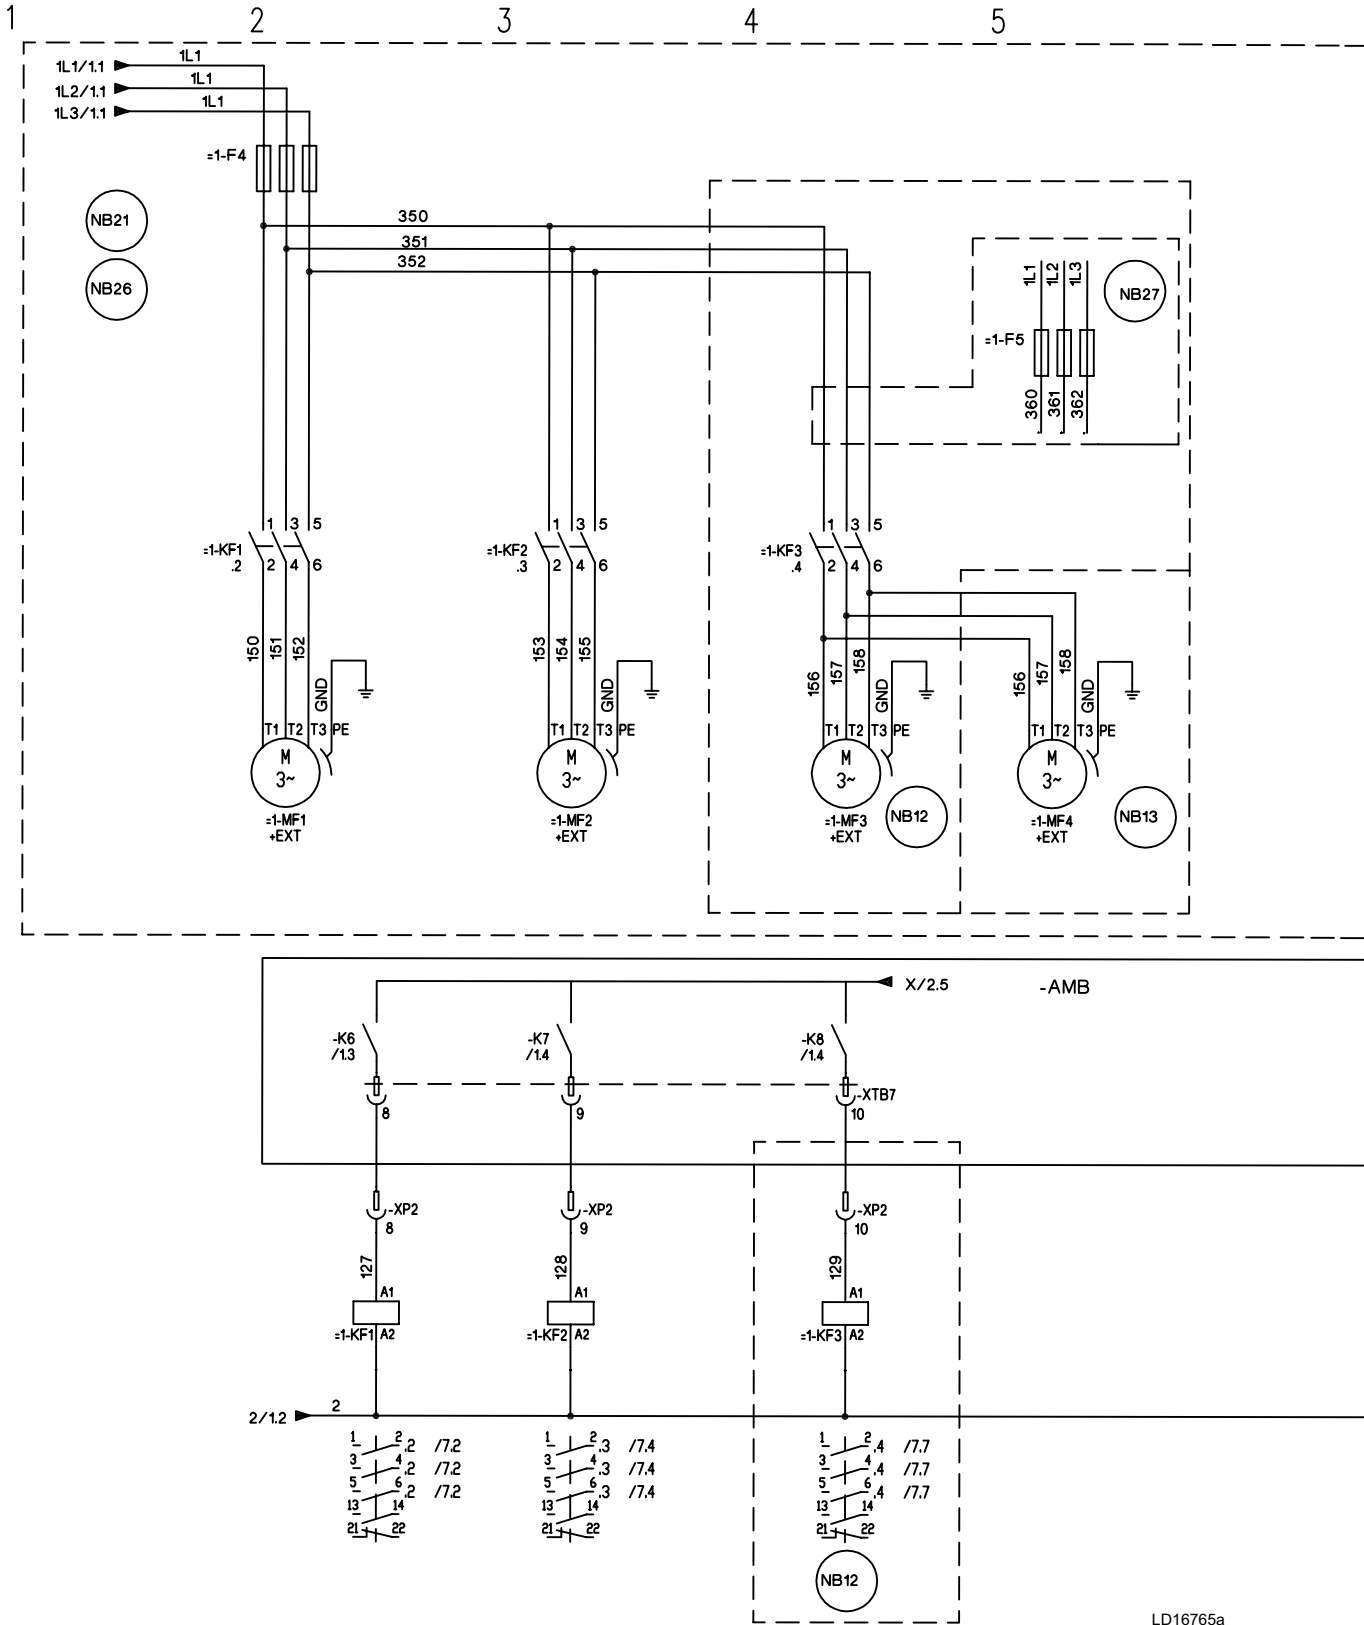 1 2 3 4 5
1L1/1.1 1L1
1L2/1.1 1L1
1L3/1.1 1L1
=1-F4
NB21
350
351
352
NB26
1L1 1L2 1L3
NB27
=1-F5
360 361 362
1 3 5
=1-KF1
.2
2 4 6
1 3 5
=1-KF2
.3
2 4 6
1 3 5
=1-KF3
.4
2 4 6
150 151 152 GND
153 154 155 GND
156 157 158 GND
156 157 158 GND
T1 T2 T3 PE
T1 T2 T3 PE
T1 T2 T3 PE
T1 T2 T3 PE
M
3~
M
3~
M
3~
M
3~
=1-MF1
+EXT
=1-MF2
+EXT
=1-MF3
+EXT
NB12
=1-MF4
+EXT
NB13
X/2.5 -AMB
-K6
/1.3
-K7
/1.4
-K8
/1.4
-XTB7
8 9 10
-XP2 -XP2 -XP2
8 9 10
127 128 129
A1 A1 A1
=1-KF1 A2 =1-KF2 A2 =1-KF3 A2
2/1.2 2
1 2 .2 /7.2 1 2 .3 /7.4 1 2 .4 /7.7
3 4 .2 /7.2 3 4 .3 /7.4 3 4 .4 /7.7
5 6 .2 /7.2 5 6 .3 /7.4 5 6 .4 /7.7
13 14 13 14 13 14
21 22 21 22 21 22
NB12
LD16765a